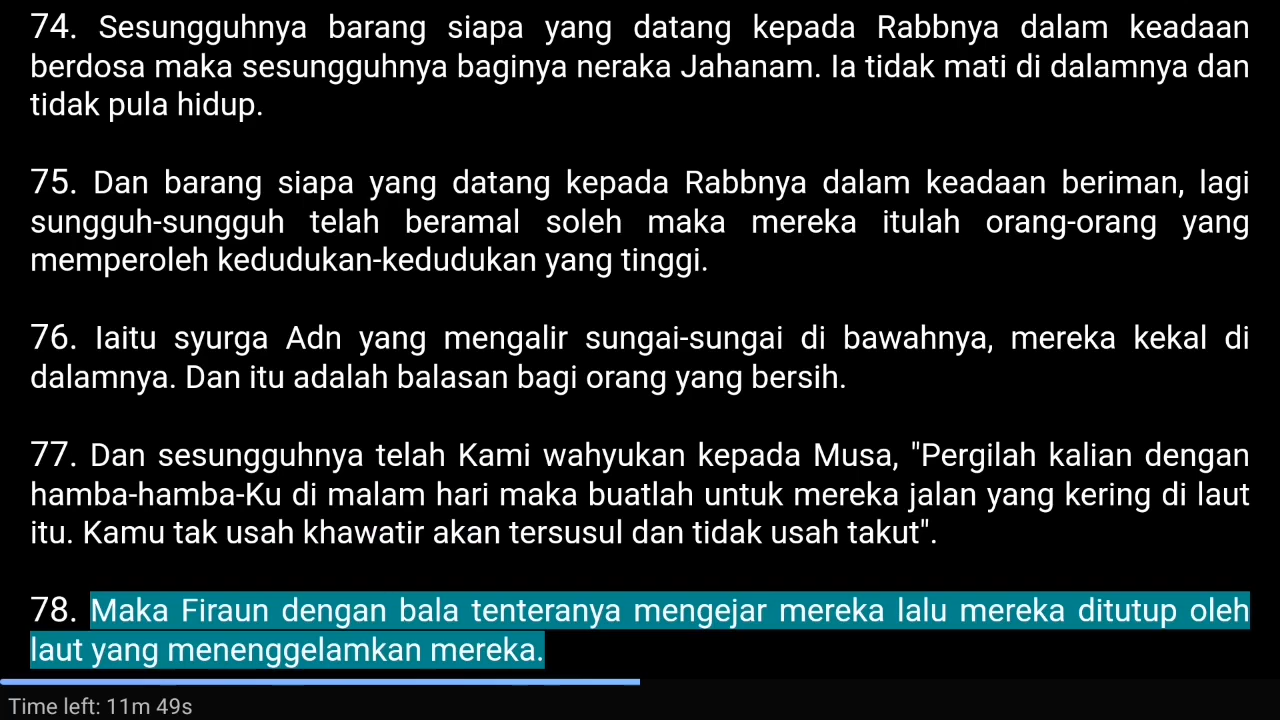 74. Sesungguhnya barang siapa yang datang kepada Rabbnya dalam keadaan
berdosa maka sesungguhnya baginya neraka Jahanam. Ia tidak mati di dalamnya dan
tidak pula hidup.
75. Dan barang siapa yang datang kepada Rabbnya dalam keadaan beriman, lagi
sungguh-sungguh telah beramal soleh maka mereka itulah orang-orang yang
memperoleh kedudukan-kedudukan yang tinggi.
76. Iaitu syurga Adn yang mengalir sungai-sungai di bawahnya, mereka kekal di
dalamnya. Dan itu adalah balasan bagi orang yang bersih.
77. Dan sesungguhnya telah Kami wahyukan kepada Musa, "Pergilah kalian dengan
hamba-hamba-Ku di malam hari maka buatlah untuk mereka jalan yang kering di laut
itu. Kamu tak usah khawatir akan tersusul dan tidak usah takut".
78. Maka Firaun dengan bala tenteranya mengejar mereka lalu mereka ditutup oleh
laut yang menenggelamkan mereka.
Time left: 11m 49s